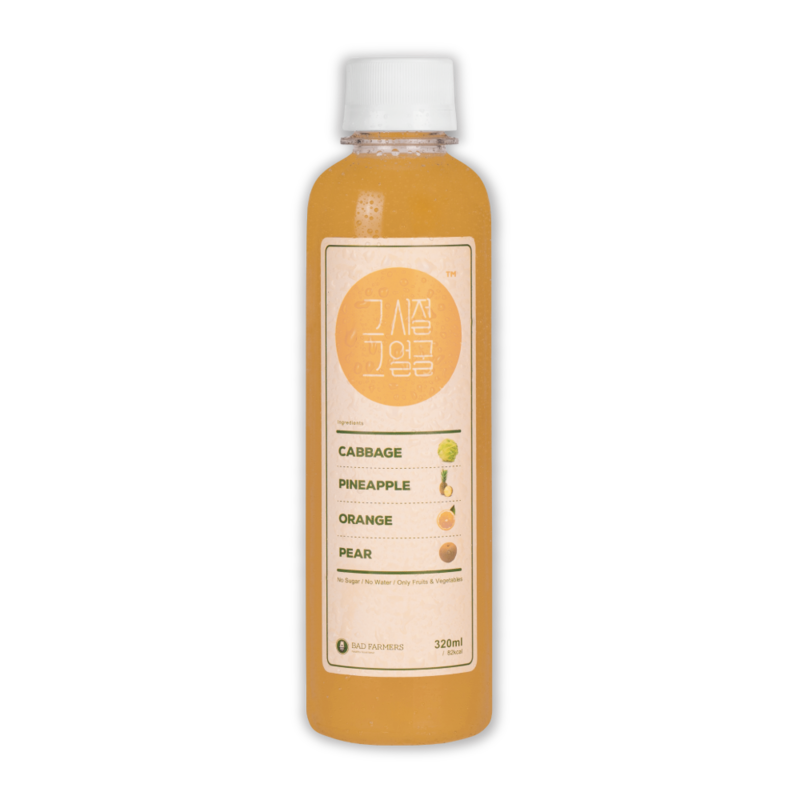 TM
그 시절
그 얼굴
Ingredients
CABBAGE
PINEAPPLE
ORANGE
PEAR
No Sugar / No Water / Only Fruits & Vegetables
BAD FARMERS
320ml
/ 82kcal